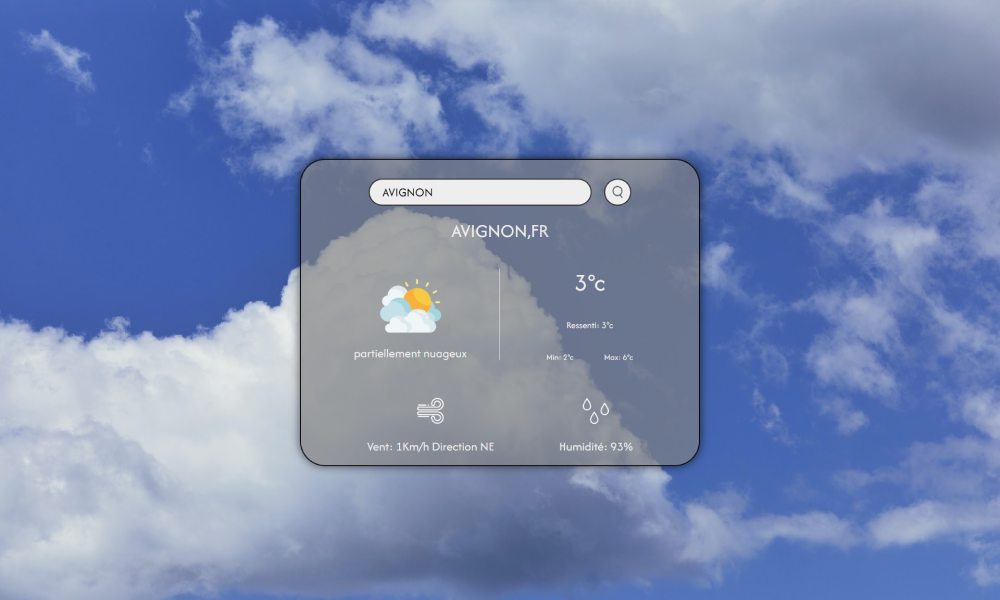 AVIGNON
AVIGNON,FR
partiellement nuageux
3°c
Ressenti: 3°c
Min: 2°c Max: 6°c
Vent: 1Km/h Direction NE
Humidité: 93%